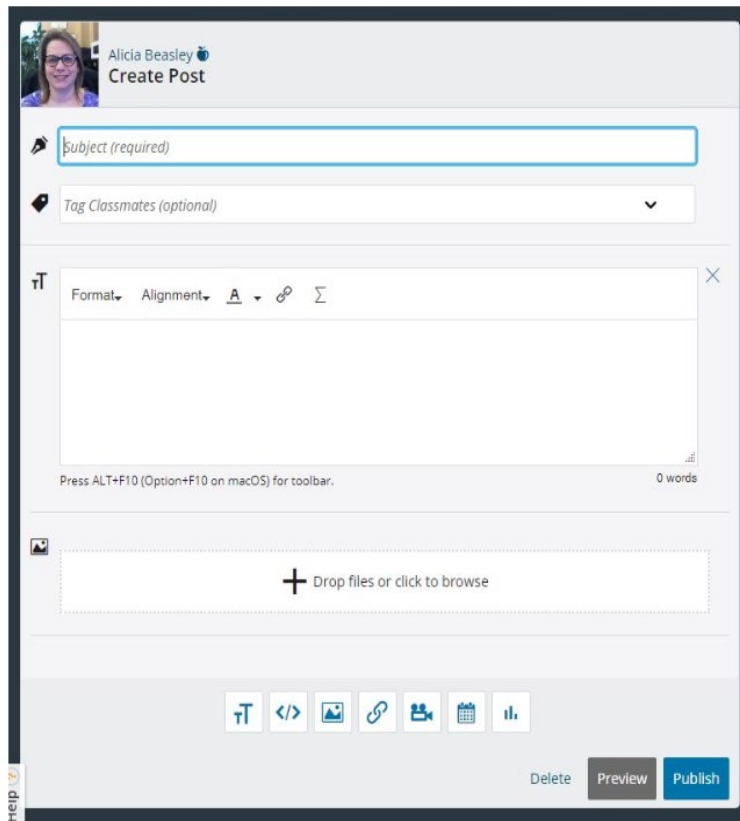 Alicia Beasley
Create Post
Subject (required)
Tag Classmates (optional)
Format Alignment A
Press ALT+F10 (Option+F10 on macOS) for toolbar.
0 words
Drop files or click to browse
Delete Preview Publish
Help